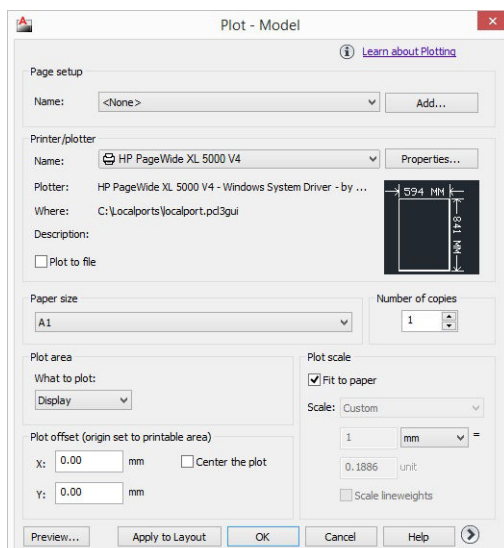 Plot - Model
Learn about Plotting
Page setup
Name: <None> Add...
Printer/plotter
Name: HP PageWide XL 5000 V4 Properties...
Plotter: HP PageWide XL 5000 V4 - Windows System Driver - by ...
Where: C:\Localports\localport.pcl3gui
Description:
Plot to file
594 MM
841 MM
Paper size
A1
Number of copies
1
Plot area
What to plot:
Display
Plot offset (origin set to printable area)
X: 0.00 mm Center the plot
Y: 0.00 mm
Plot scale
Fit to paper
Scale: Custom
1 mm =
0.1886 unit
Scale lineweights
Preview... Apply to Layout OK Cancel Help